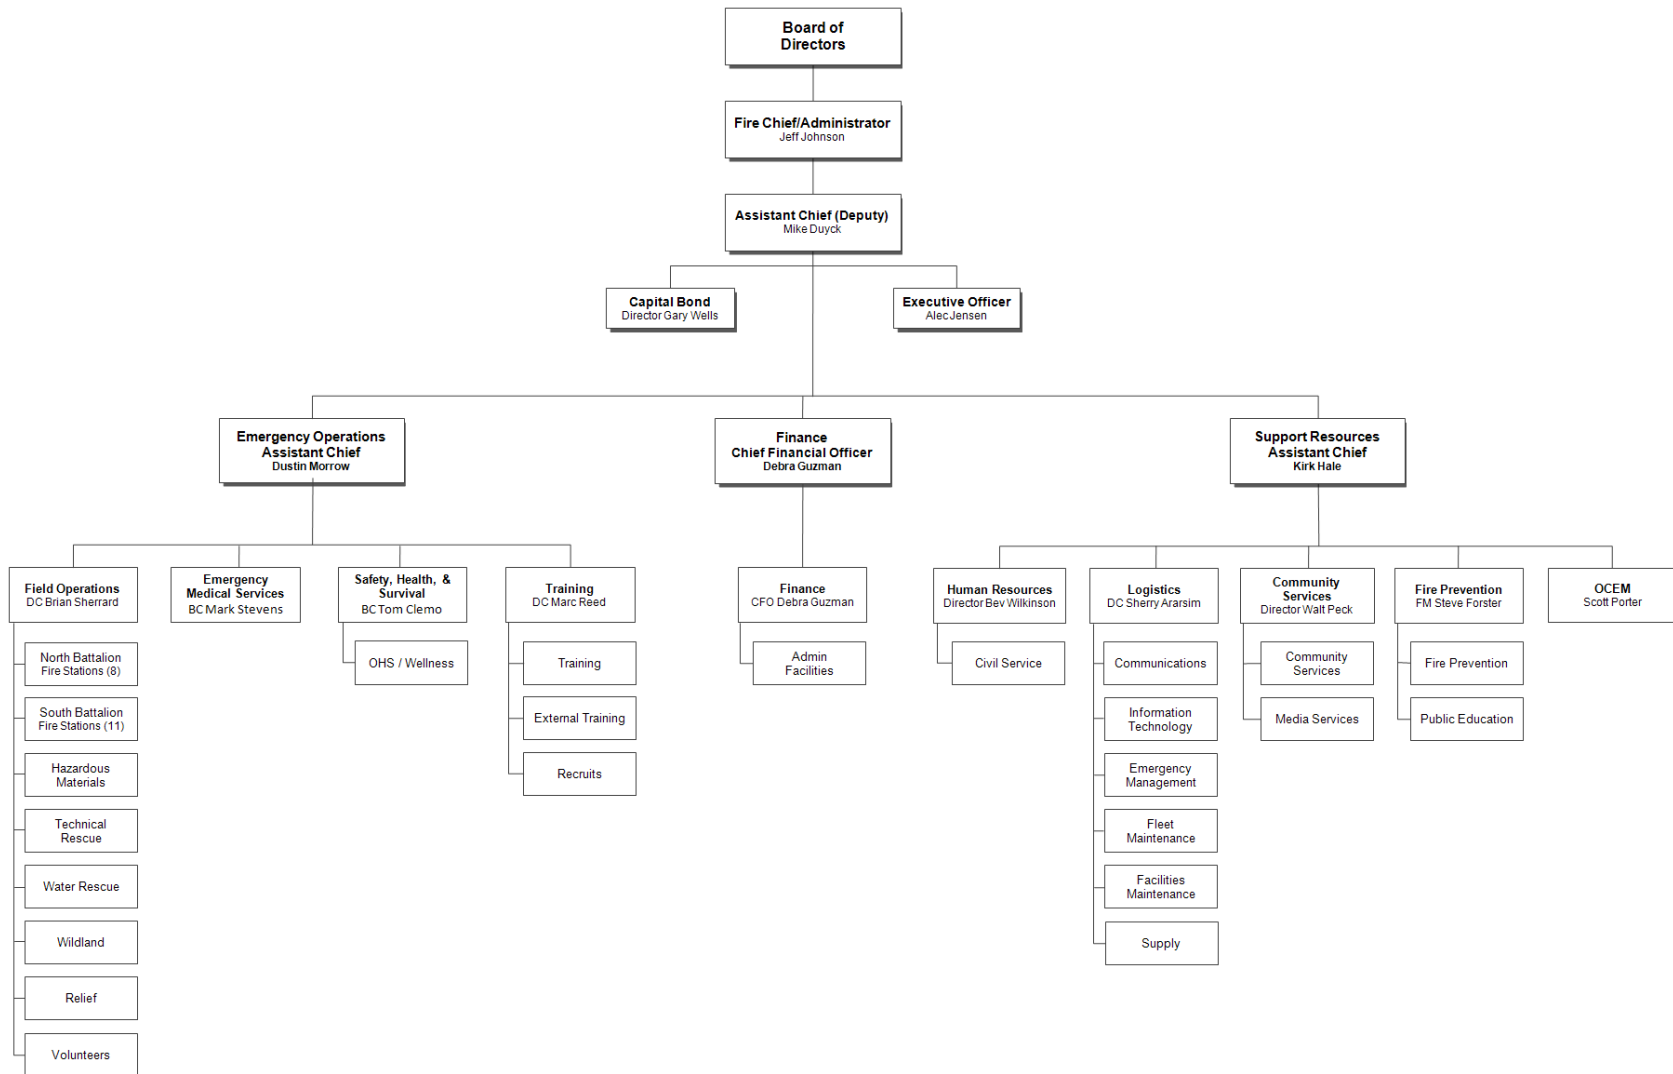 Board of
Directors
Fire Chief/Administrator
Jeff Johnson
Assistant Chief (Deputy)
Mike Duyck
Capital Bond
Director Gary Wells
Executive Officer
Alec Jensen
Emergency Operations
Assistant Chief
Dustin Morrow
Finance
Chief Financial Officer
Debra Guzman
Support Resources
Assistant Chief
Kirk Hale
Field Operations
DC Brian Sherrard
Emergency
Medical Services
BC Mark Stevens
Safety, Health, &
Survival
BC Tom Clemo
Training
DC Marc Reed
Finance
CFO Debra Guzman
Human Resources
Director Bev Wilkinson
Logistics
DC Sherry Ararsim
Community
Services
Director Walt Peck
Fire Prevention
FM Steve Forster
OCEM
Scott Porter
North Battalion
Fire Stations (8)
South Battalion
Fire Stations (11)
Hazardous
Materials
Technical
Rescue
Water Rescue
Wildland
Relief
Volunteers
OHS / Wellness
Training
External Training
Recruits
Admin
Facilities
Civil Service
Communications
Information
Technology
Emergency
Management
Fleet
Maintenance
Facilities
Maintenance
Supply
Community
Services
Media Services
Fire Prevention
Public Education